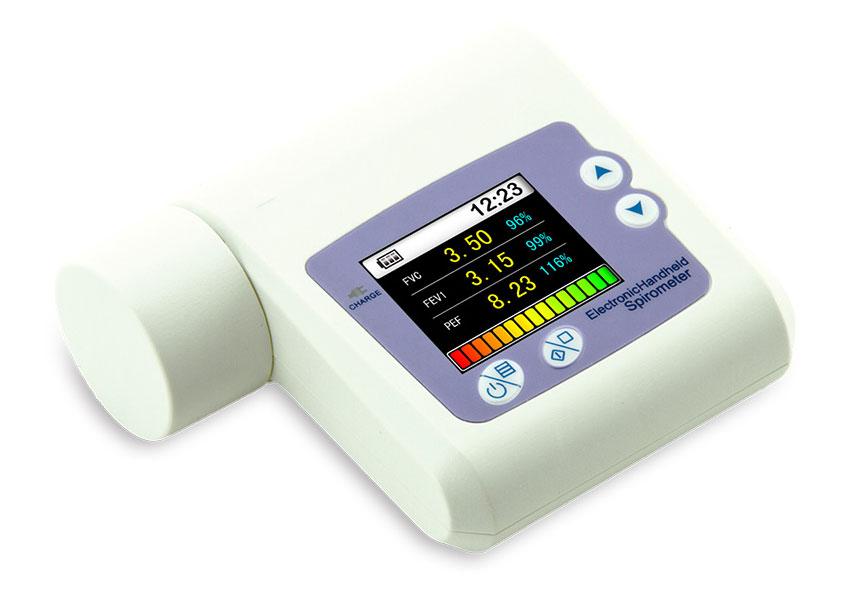 12:23
FVC 3.50 96%
FEV1 3.15 99%
PEF 8.23 116%
CHARGE
ElectronicHandheld
Spirometer